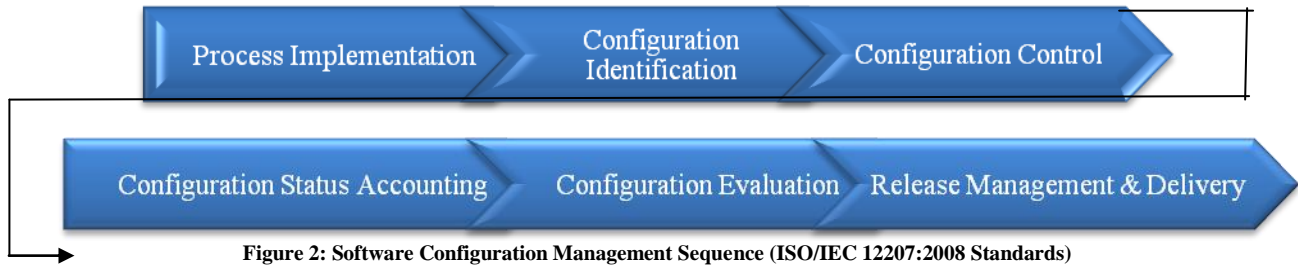 Process Implementation
Configuration
Identification
Configuration Control
Configuration Status Accounting
Configuration Evaluation
Release Management & Delivery
Figure 2: Software Configuration Management Sequence (ISO/IEC 12207:2008 Standards)